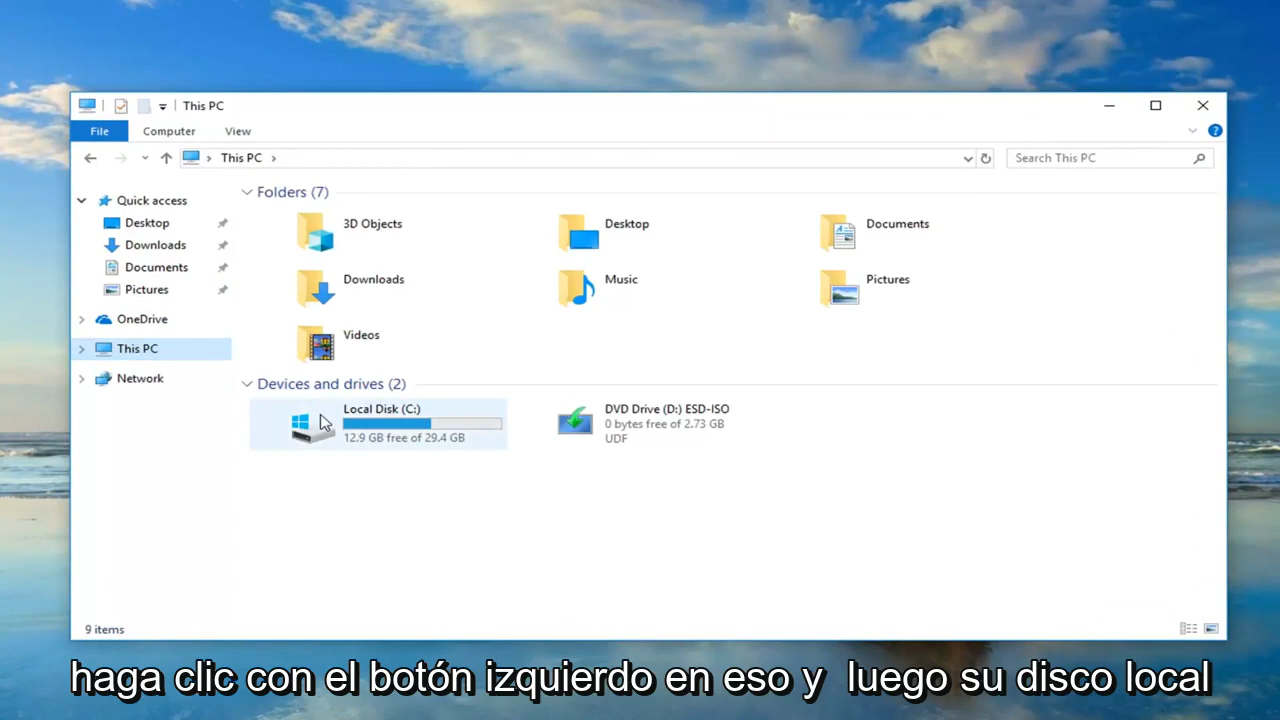 This PC
File Computer View
This PC
Search This PC
Quick access
Desktop
Downloads
Documents
Pictures
OneDrive
This PC
Network
Folders (7)
3D Objects
Desktop
Documents
Downloads
Music
Pictures
Videos
Devices and drives (2)
Local Disk (C:)
12.9 GB free of 29.4 GB
DVD Drive (D:) ESD-ISO
0 bytes free of 2.73 GB
UDF
9 items
haga clic con el botón izquierdo en eso y luego su disco local